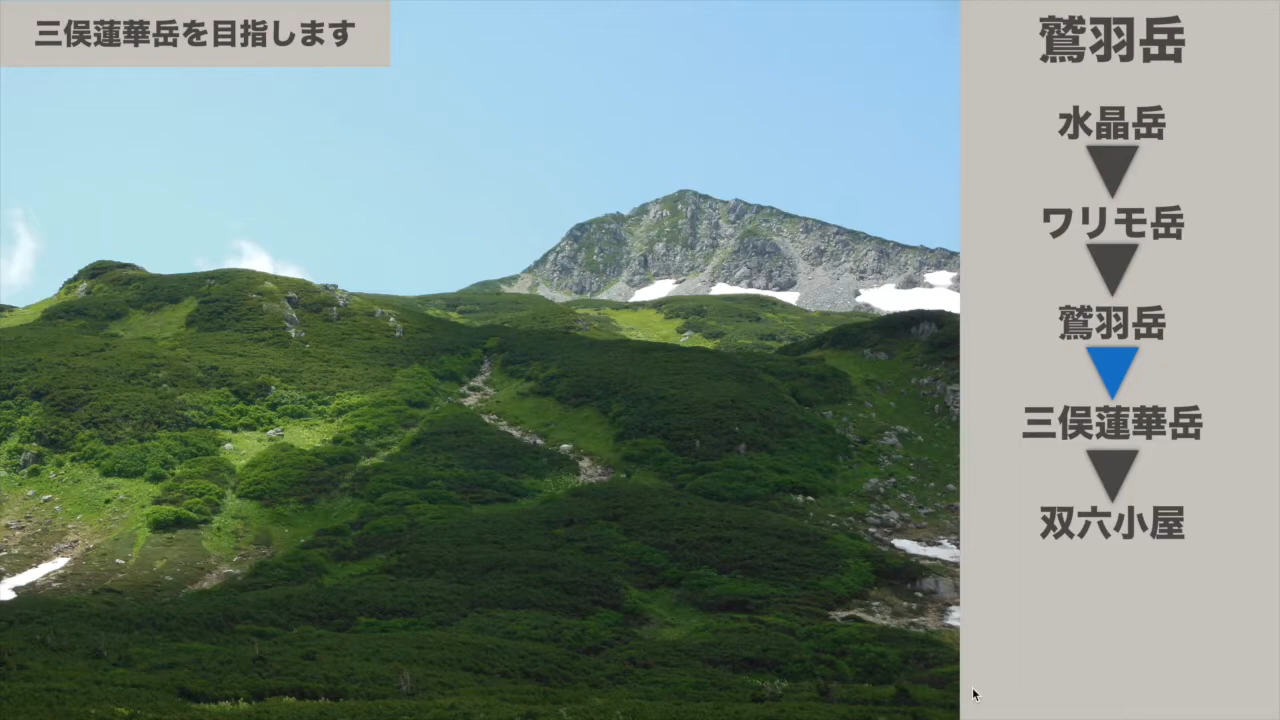 三俣蓮華岳を目指します
鷲羽岳
水晶岳
ワリモ岳
鷲羽岳
三俣蓮華岳
双六小屋